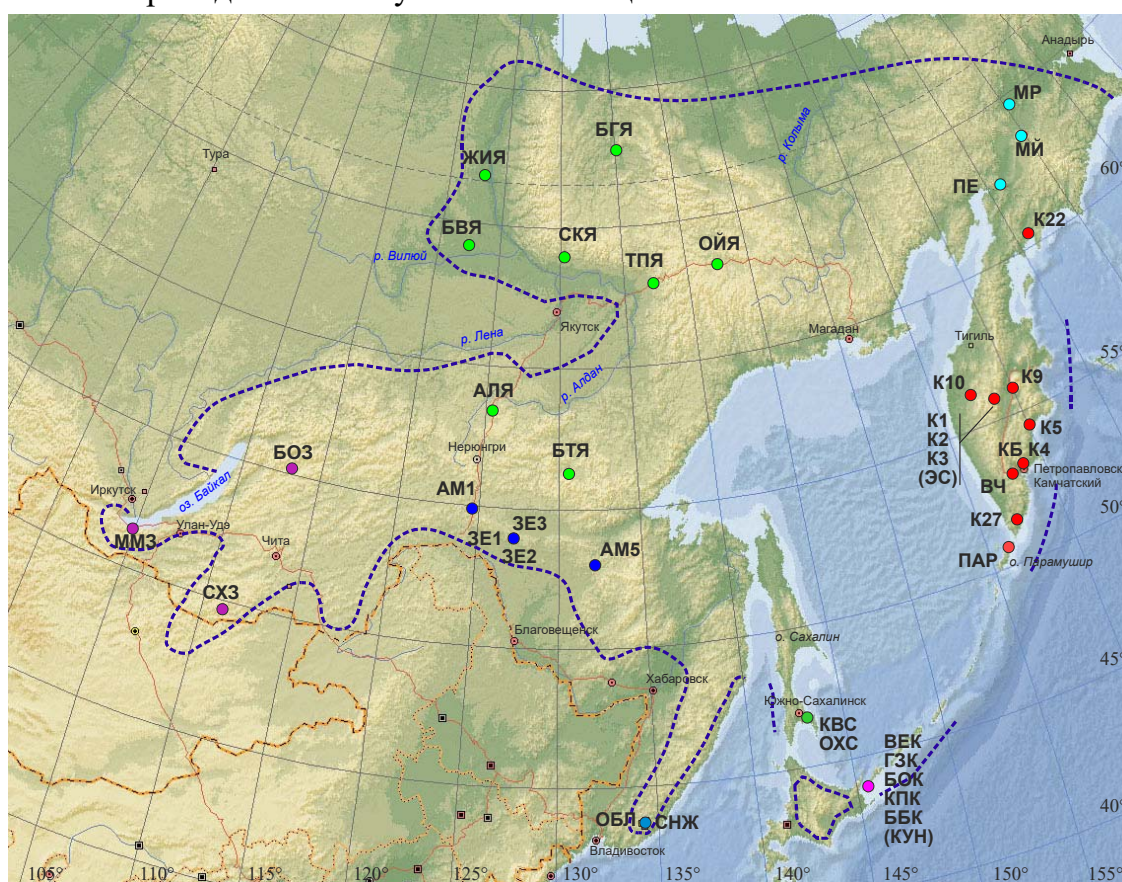 Анадырь
МР
БГЯ
р. Колыма
Тура
МЙ
ЖИЯ
60°
ПЕ
К22
БВЯ
СКЯ
ОЙЯ
р. Вилюй
ТПЯ
Якутск
Магадан
Тигиль
р. Лена
55°
К9
К10
АЛЯ
р. Алдан
К1
К2
К3
(ЭС)
К5
Нерюнгри
БОЗ
БТЯ
КБ К4
Петропавловск
Камчатский
Иркутск
оз. Байкал
ВЧ
АМ1
50°
Улан-Удэ
ММЗ
ЗЕ3
К27
ЗЕ1
ЗЕ2
Чита
АМ5
ПАР
о. Парамушир
СХЗ
Благовещенск
о. Сахалин
45°
Хабаровск
Южно-Сахалинск
КВС
ОХС
ВЕК
ГЗК
БОК
КПК
ББК
(КУН)
40°
ОБЛ
СНЖ
Владивосток
105°
110°
115°
120°
125°
130°
135°
140°
145°
150°
155°